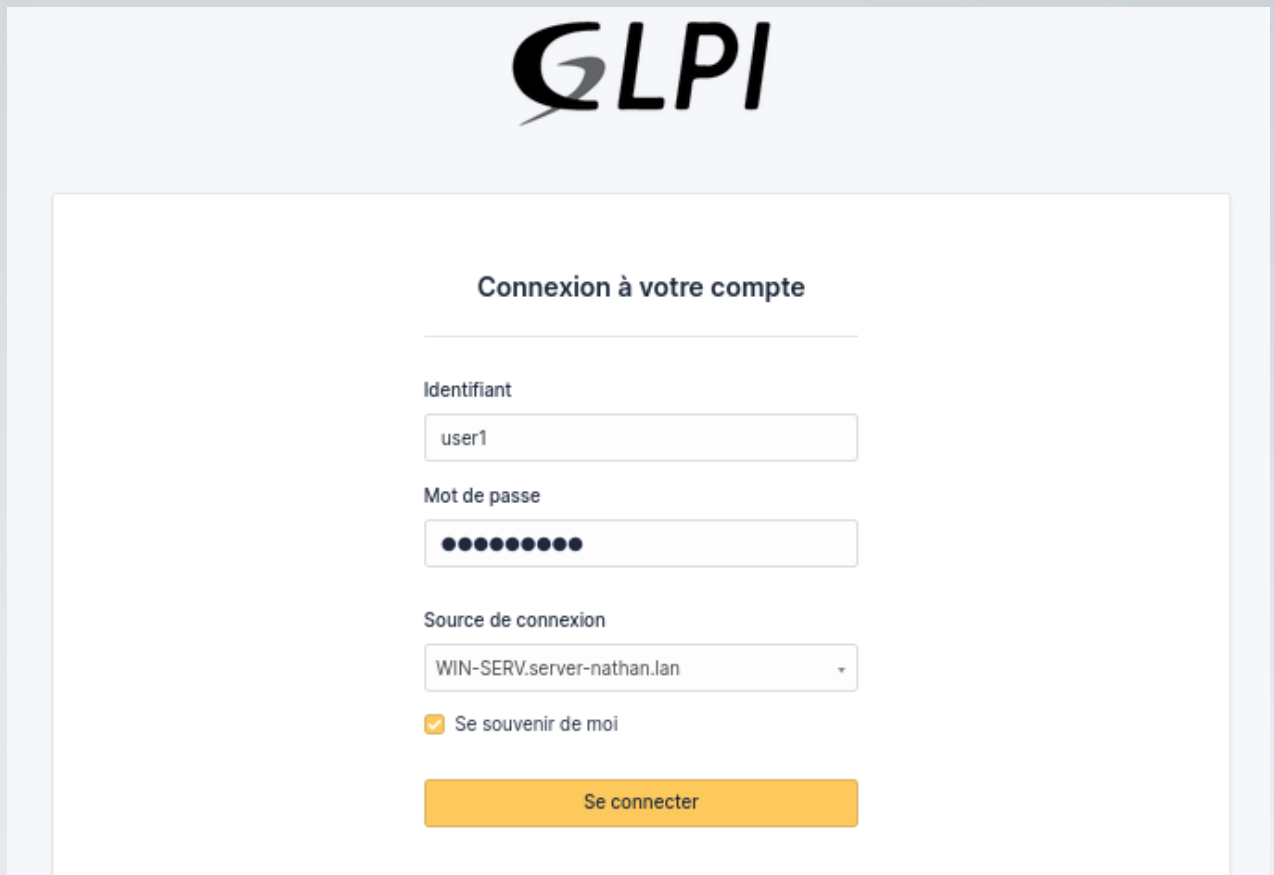 GLPI
Connexion à votre compte
Identifiant
user1
Mot de passe
●●●●●●●●●
Source de connexion
WIN-SERV.server-nathan.lan
Se souvenir de moi
Se connecter